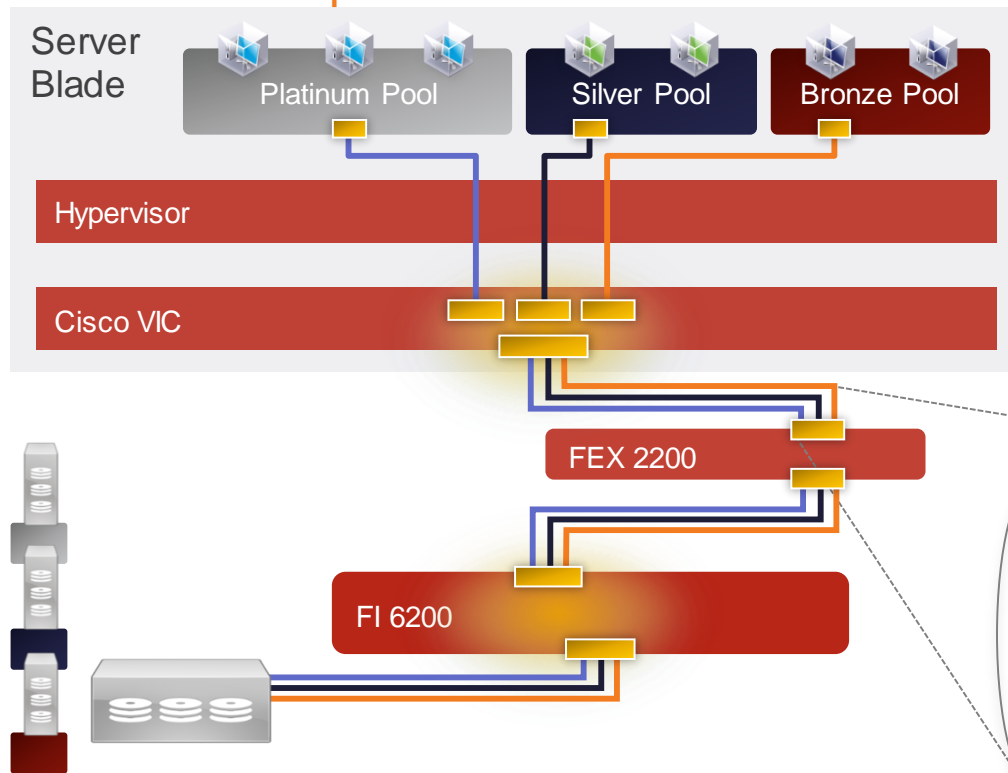 Server
Blade
Platinum Pool
Silver Pool
Bronze Pool
Hypervisor
Cisco VIC
FEX 2200
FI 6200